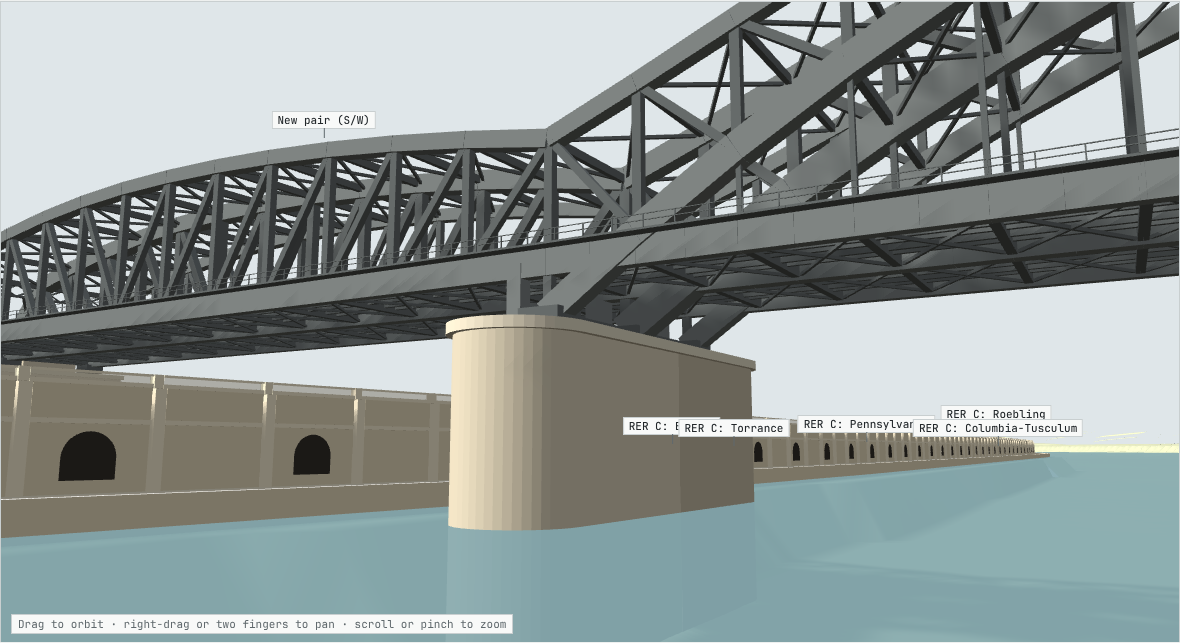 New pair (S/W)
RER C: Roebling
RER C: Torrance
RER C:
RER C: Columbia-Tusculum
Drag to orbit · right-drag or two fingers to pan · scroll or pinch to zoom